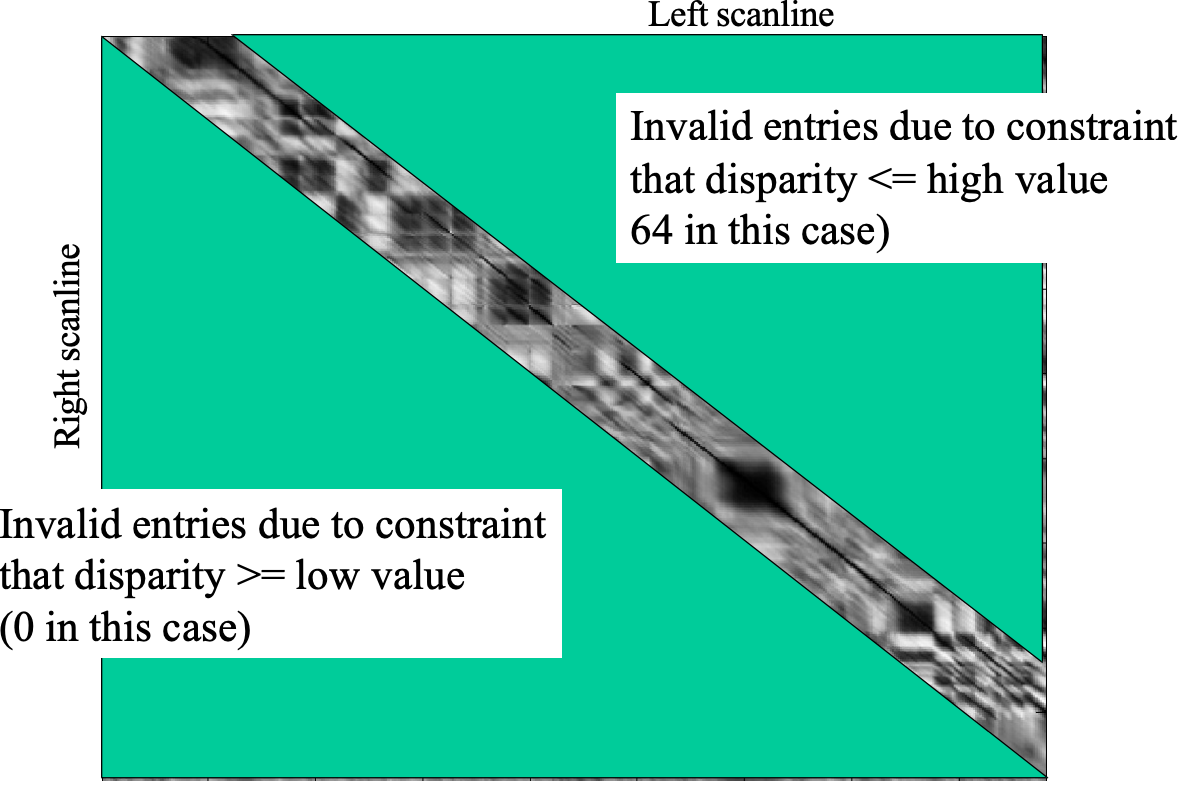 Left scanline
Invalid entries due to constraint
that disparity <= high value
64 in this case)
Right scanline
Invalid entries due to constraint
that disparity >= low value
(0 in this case)